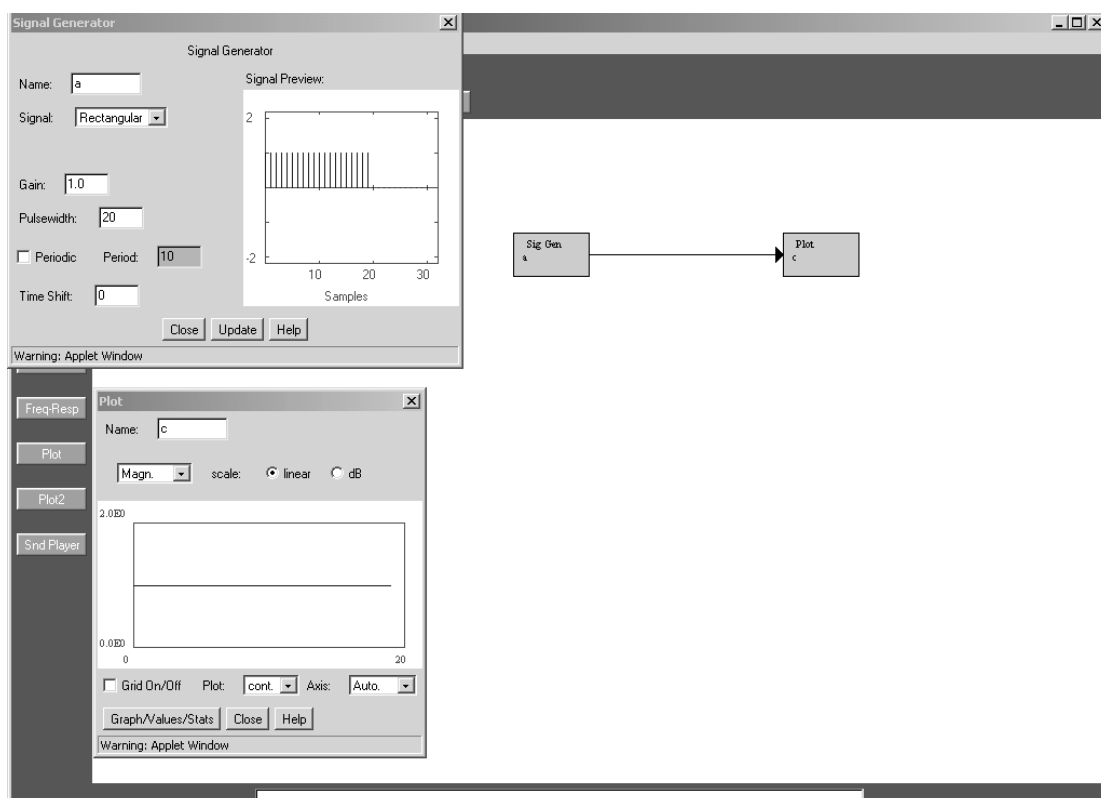 Signal Generator
Signal Generator
Name: a
Signal Preview:
Signal: Rectangular
2
Gain: 1.0
Pulsewidth: 20
Periodic Period: 10
-2
10 20 30
Time Shift: 0
Samples
Close Update Help
Warning: Applet Window
Sig Gen
a
Plot
c
Freq-Resp
Plot
Plot2
Snd Player
Plot
Name: c
Magn. scale: linear dB
2.0E0
0.0E0
0 20
Grid On/Off Plot: cont. Axis: Auto.
Graph/Values/Stats Close Help
Warning: Applet Window